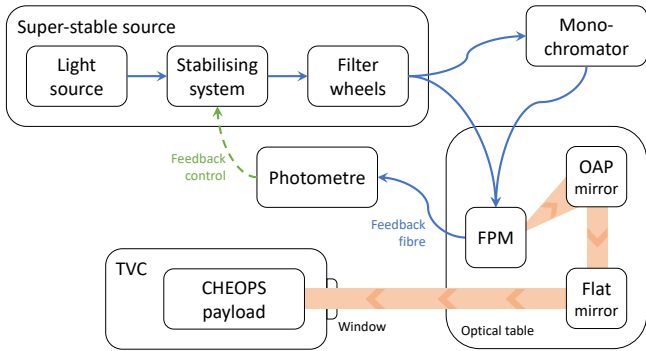 Super-stable source
Light
source
Stabilising
system
Filter
wheels
Mono-
chromator
Feedback
control
Photometre
Feedback
fibre
FPM
OAP
mirror
TVC
CHEOPS
payload
Window
Flat
mirror
Optical table